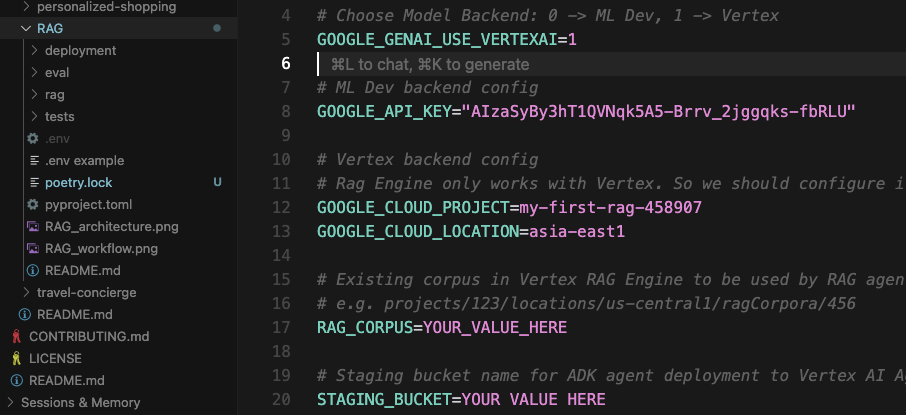 personalized-shopping
RAG
deployment
eval
rag
tests
.env
.env example
poetry.lock U
pyproject.toml
RAG_architecture.png
RAG_workflow.png
README.md
travel-concierge
README.md
CONTRIBUTING.md
LICENSE
README.md
Sessions & Memory
4 # Choose Model Backend: 0 -> ML Dev, 1 -> Vertex
5 GOOGLE_GENAI_USE_VERTEXAI=1
6 ⌘L to chat, ⌘K to generate
7 # ML Dev backend config
8 GOOGLE_API_KEY="AIzaSyBy3hT1QVNqk5A5-Brrv_2jggqks-fbRLU"
9
10 # Vertex backend config
11 # Rag Engine only works with Vertex. So we should configure i
12 GOOGLE_CLOUD_PROJECT=my-first-rag-458907
13 GOOGLE_CLOUD_LOCATION=asia-east1
14
15 # Existing corpus in Vertex RAG Engine to be used by RAG agen
16 # e.g. projects/123/locations/us-central1/ragCorpora/456
17 RAG_CORPUS=YOUR_VALUE_HERE
18
19 # Staging bucket name for ADK agent deployment to Vertex AI A
20 STAGING_BUCKET=YOUR VALUE HERE